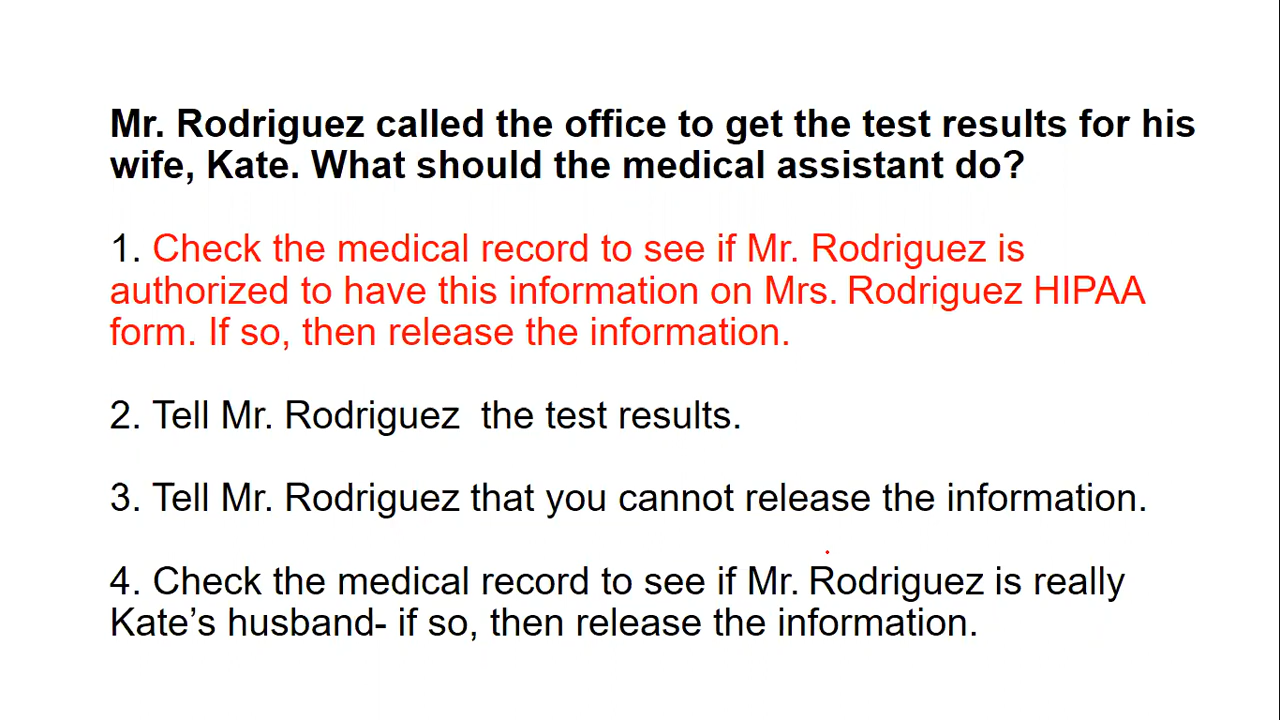 Mr. Rodriguez called the office to get the test results for his
wife, Kate. What should the medical assistant do?
1. Check the medical record to see if Mr. Rodriguez is
authorized to have this information on Mrs. Rodriguez HIPAA
form. If so, then release the information.
2. Tell Mr. Rodriguez  the test results.
3. Tell Mr. Rodriguez that you cannot release the information.
4. Check the medical record to see if Mr. Rodriguez is really
Kate’s husband- if so, then release the information.